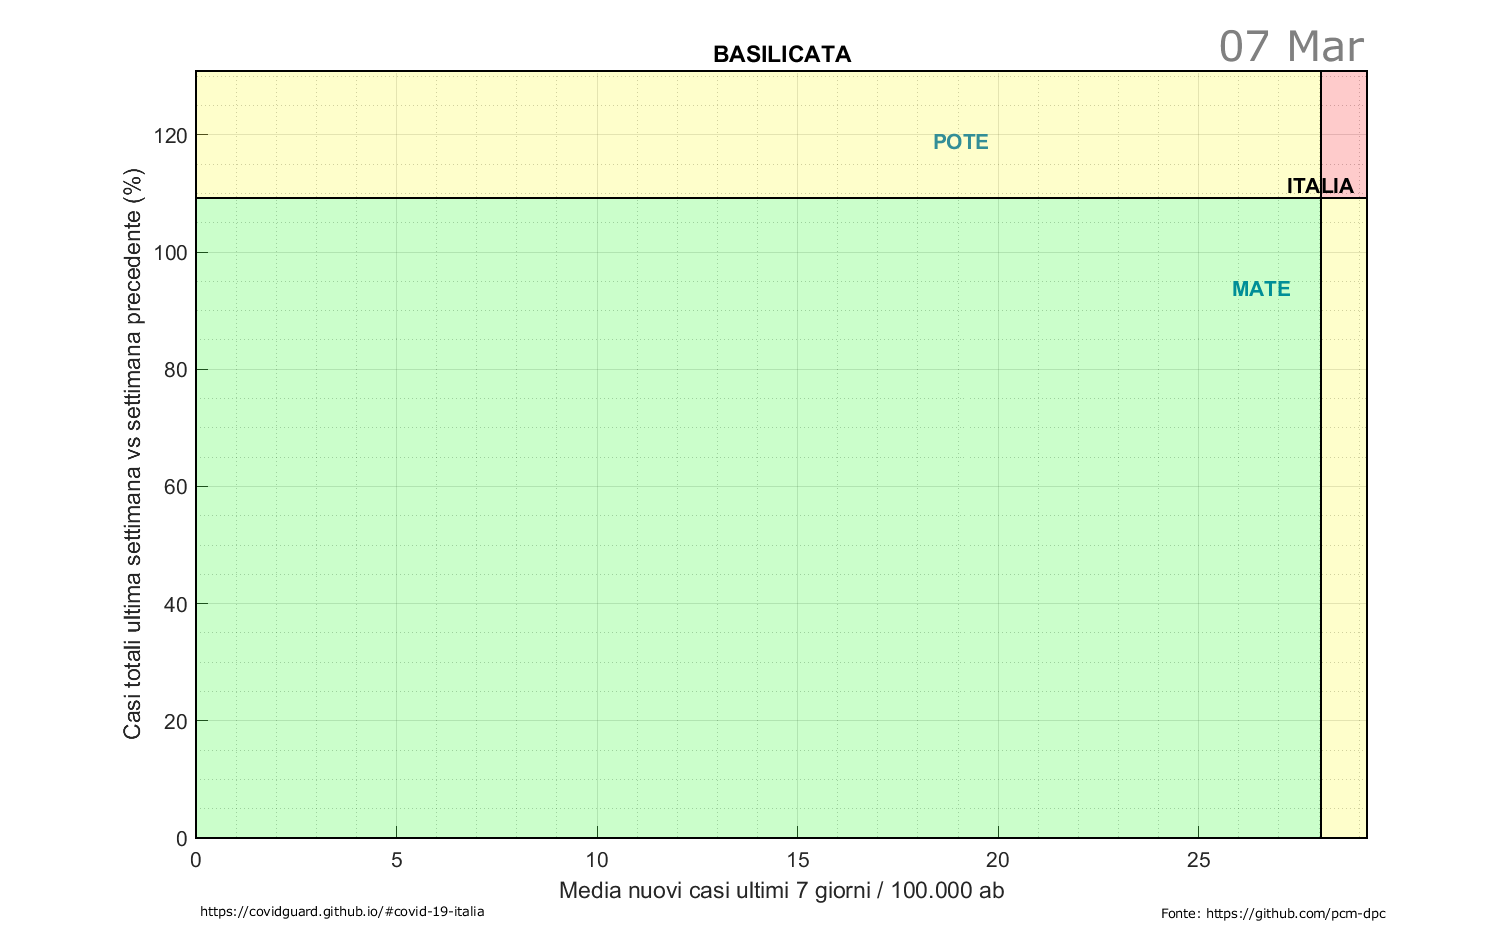 07 Mar
BASILICATA
Casi totali ultima settimana vs settimana precedente (%)
120
100
80
60
40
20
0
POTE
ITALIA
MATE
0 5 10 15 20 25
Media nuovi casi ultimi 7 giorni / 100.000 ab
https://covidguard.github.io/#covid-19-italia
Fonte: https://github.com/pcm-dpc